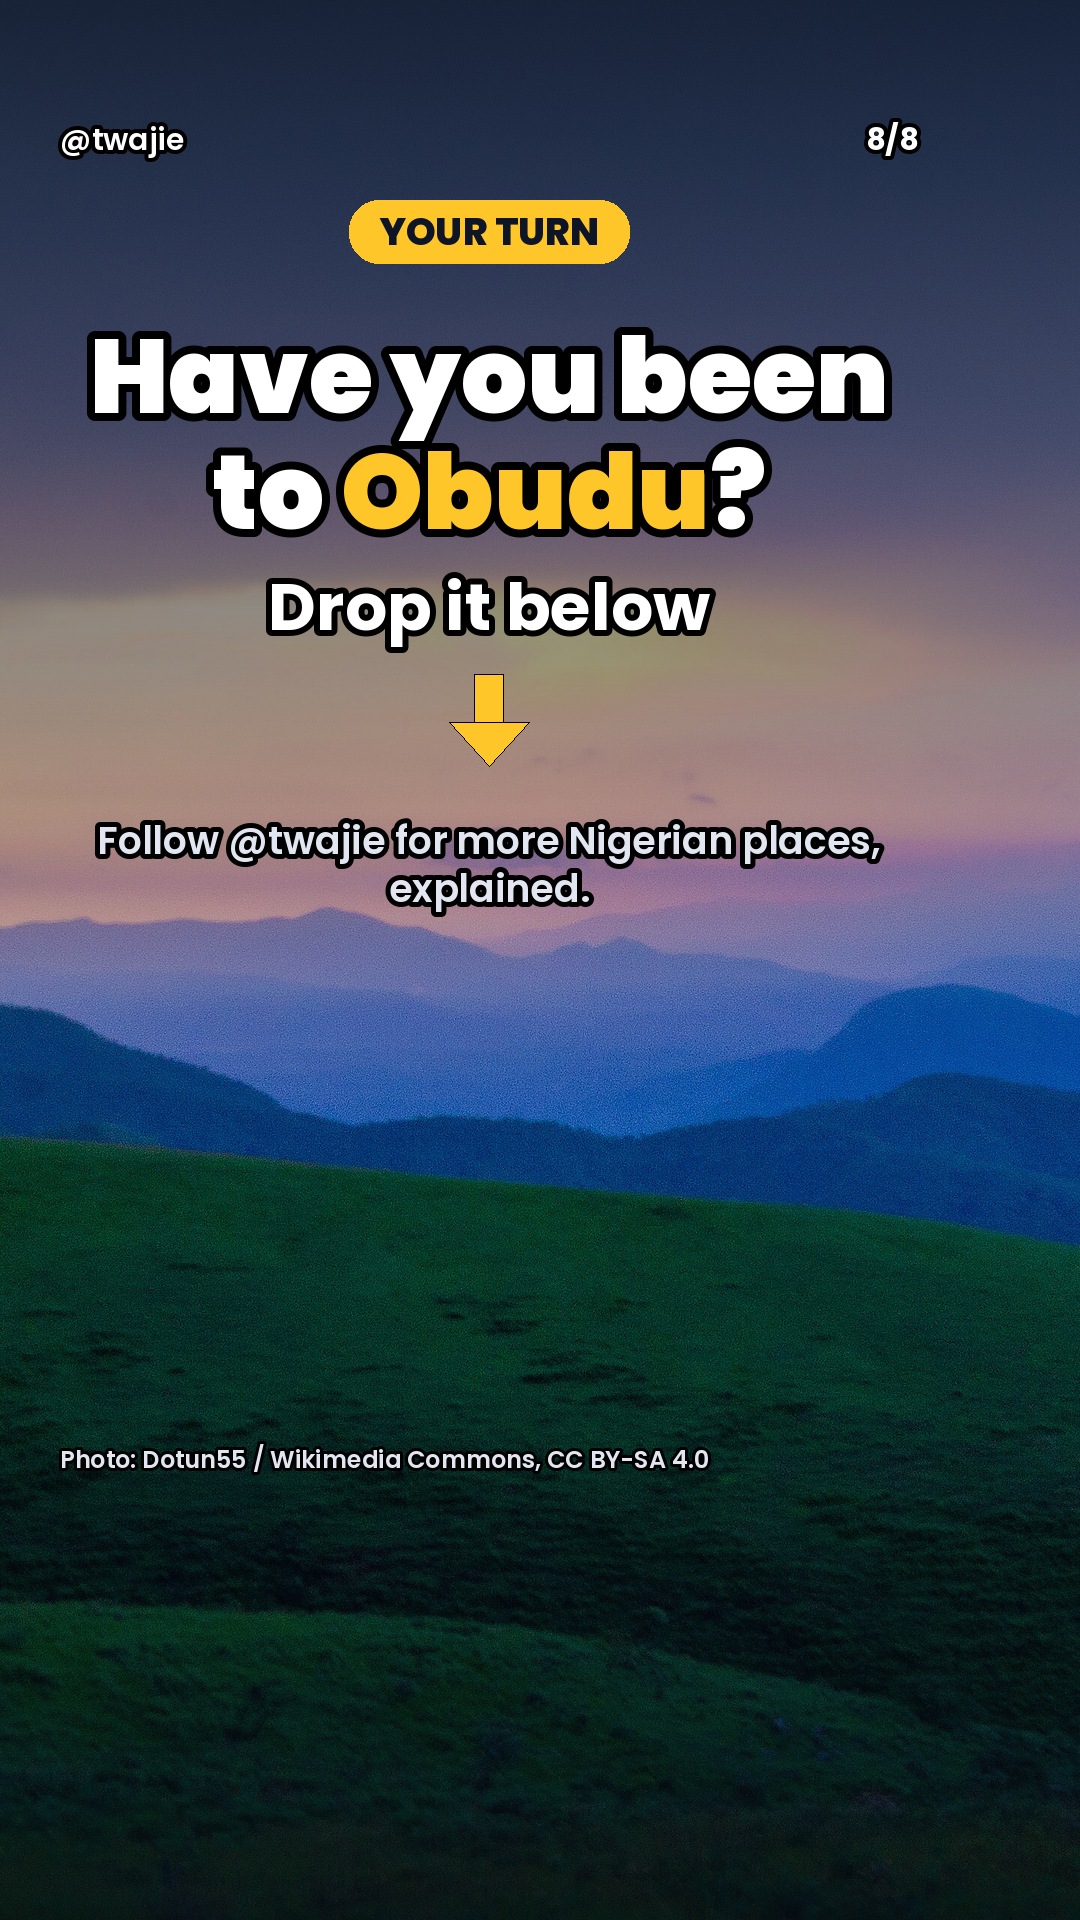 @twajie
8/8
YOUR TURN
Have you been
to Obudu?
Drop it below
Follow @twajie for more Nigerian places,
explained.
Photo: Dotun55 / Wikimedia Commons, CC BY-SA 4.0